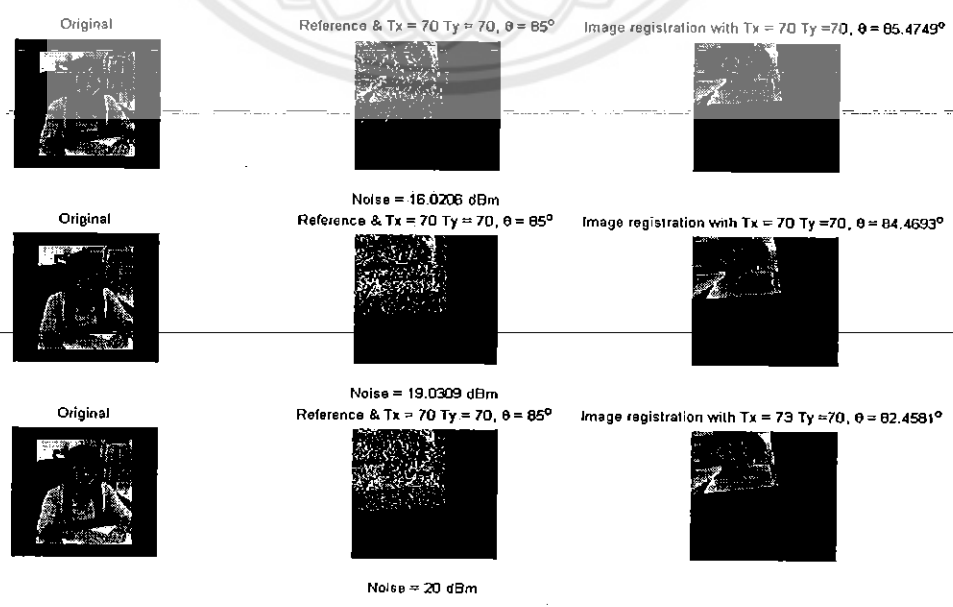 Original
Reference & Tx = 70 Ty = 70, θ = 85°
Image registration with Tx = 70 Ty =70, θ = 85.4749°
Noise = 16.0206 dBm
Original
Reference & Tx = 70 Ty = 70, θ = 85°
Image registration with Tx = 70 Ty =70, θ = 84.4693°
Noise = 19.0309 dBm
Original
Reference & Tx = 70 Ty = 70, θ = 85°
Image registration with Tx = 73 Ty =70, θ = 82.4581°
Noise = 20 dBm